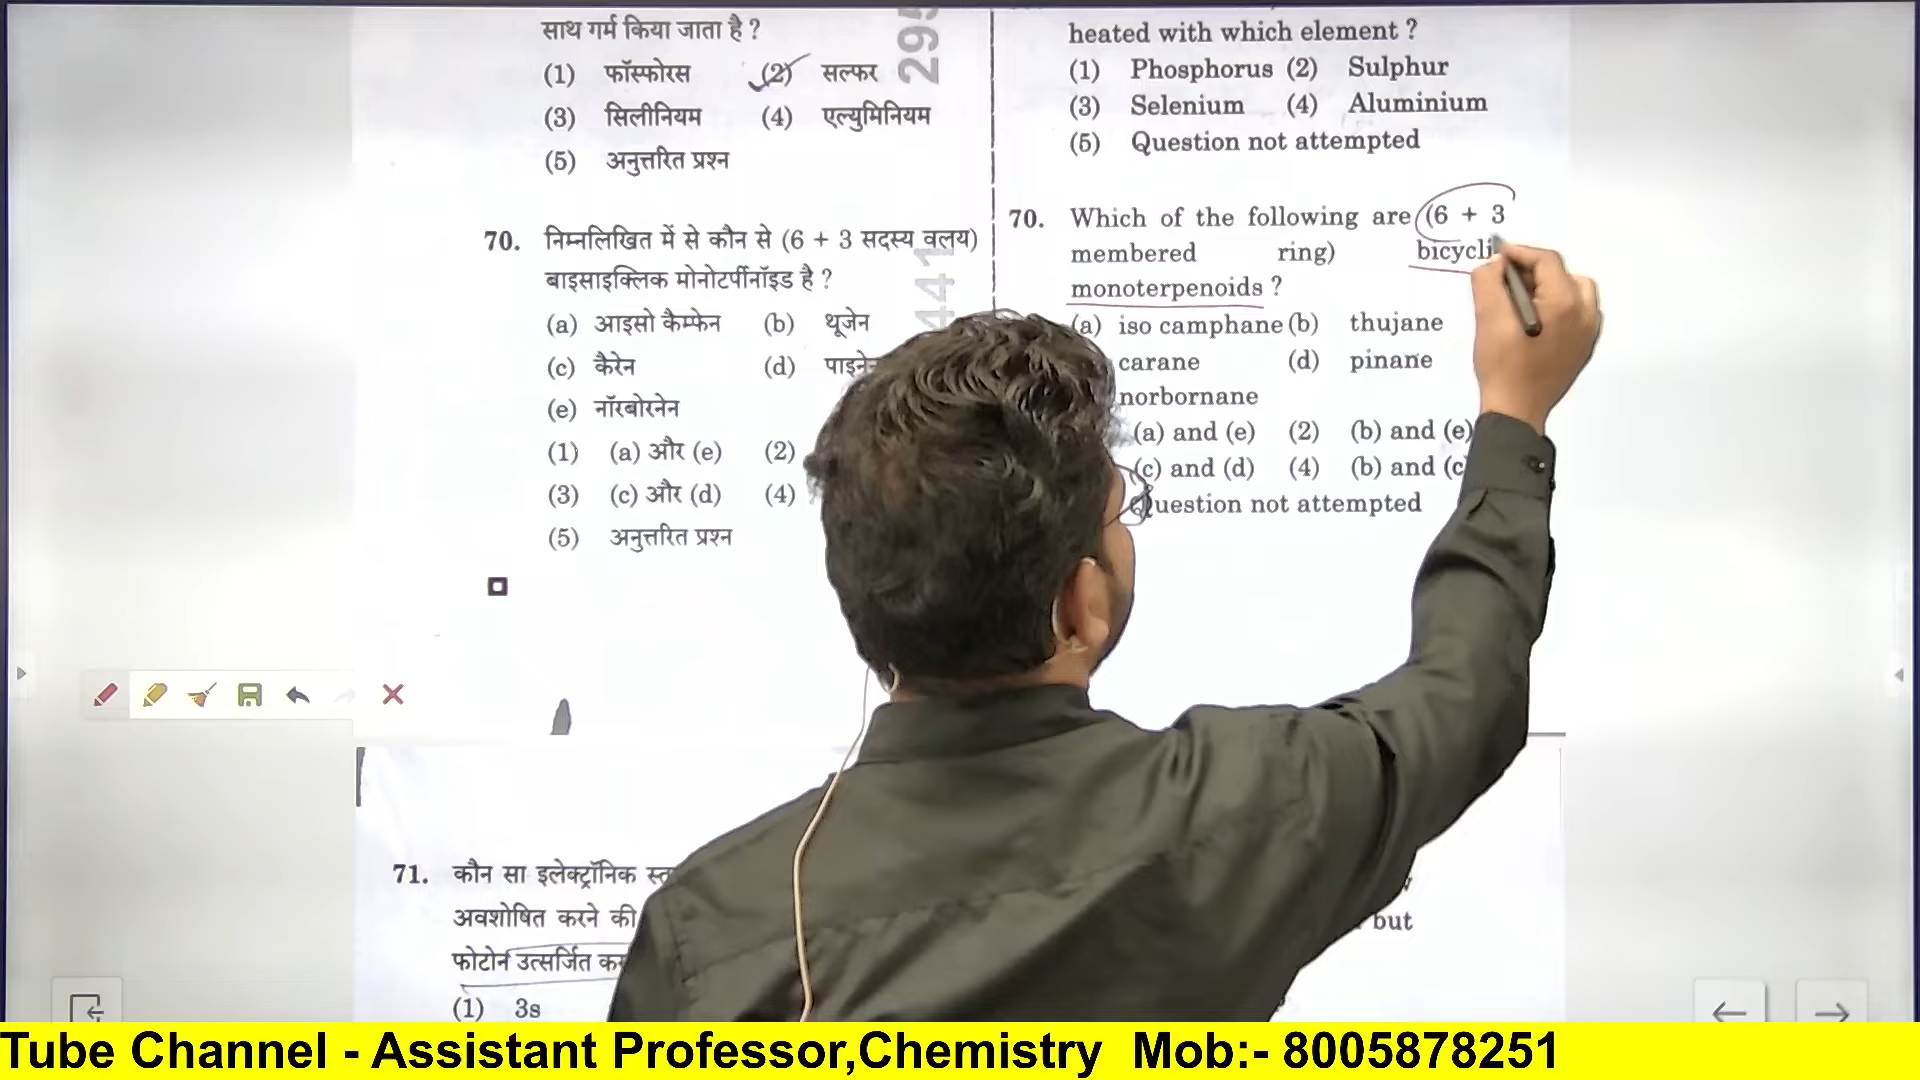 साथ गर्म किया जाता है ?
(1) फॉस्फोरस (2) सल्फर
(3) सिलीनियम (4) एल्युमिनियम
(5) अनुत्तरित प्रश्न
70. निम्नलिखित में से कौन से (6 + 3 सदस्य वलय)
बाइसाइक्लिक मोनोटर्पीनॉइड है ?
(a) आइसो कैम्फेन (b) थूजेन
(c) कैरेन (d)
(e) नॉरबोरनेन
(1) (a) और (e) (2)
(3) (c) और (d) (4)
(5) अनुत्तरित प्रश्न
295
441
heated with which element ?
(1) Phosphorus (2) Sulphur
(3) Selenium (4) Aluminium
(5) Question not attempted
70. Which of the following are (6 + 3
membered ring)
monoterpenoids ?
(a) iso camphane (b) thujane
carane (d) pinane
norbornane
(a) and (e) (2) (b) and (e)
(c) and (d) (4) (b) and
Question not attempted
71. कौन सा इलेक्ट्रॉनिक
अवशोषित करने की
फोटोन उत्सर्जित
(1) 3s
but
Tube Channel - Assistant Professor,Chemistry Mob:- 8005878251